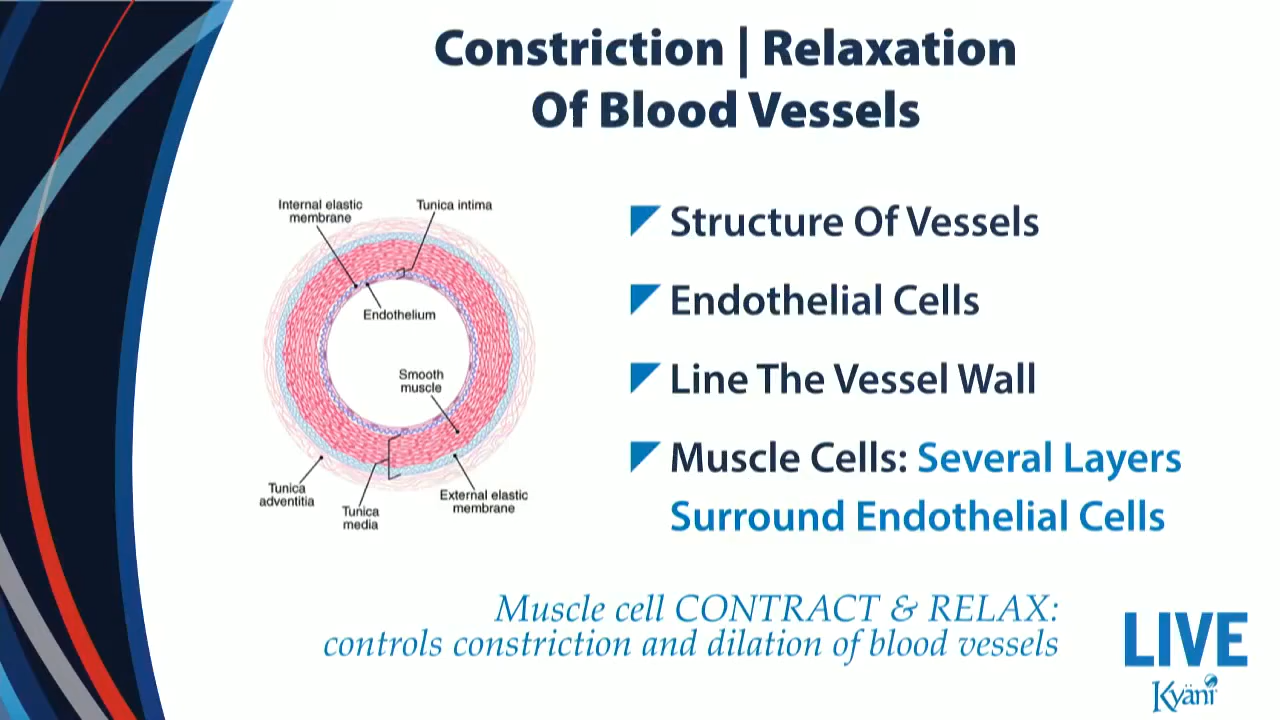 Constriction | Relaxation
Of Blood Vessels
Internal elastic
membrane
Tunica intima
Endothelium
Smooth
muscle
Tunica
adventitia
Tunica
media
External elastic
membrane
Structure Of Vessels
Endothelial Cells
Line The Vessel Wall
Muscle Cells: Several Layers
Surround Endothelial Cells
Muscle cell CONTRACT & RELAX:
controls constriction and dilation of blood vessels
LIVE
Kyäni